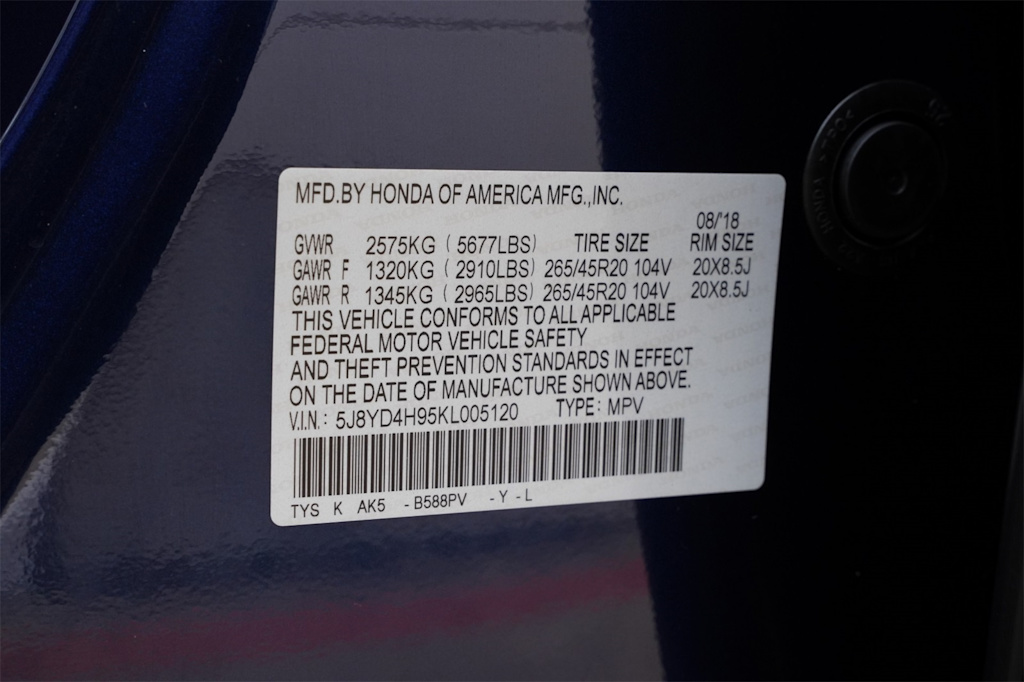 MFD.BY HONDA OF AMERICA MFG.,INC.
08/'18
GVWR 2575KG ( 5677LBS) TIRE SIZE RIM SIZE
GAWR F 1320KG ( 2910LBS) 265/45R20 104V 20X8.5J
GAWR R 1345KG ( 2965LBS) 265/45R20 104V 20X8.5J
THIS VEHICLE CONFORMS TO ALL APPLICABLE
FEDERAL MOTOR VEHICLE SAFETY
AND THEFT PREVENTION STANDARDS IN EFFECT
ON THE DATE OF MANUFACTURE SHOWN ABOVE.
V.I.N.: 5J8YD4H95KL005120 TYPE: MPV
TYS K AK5 - B588PV - Y - L